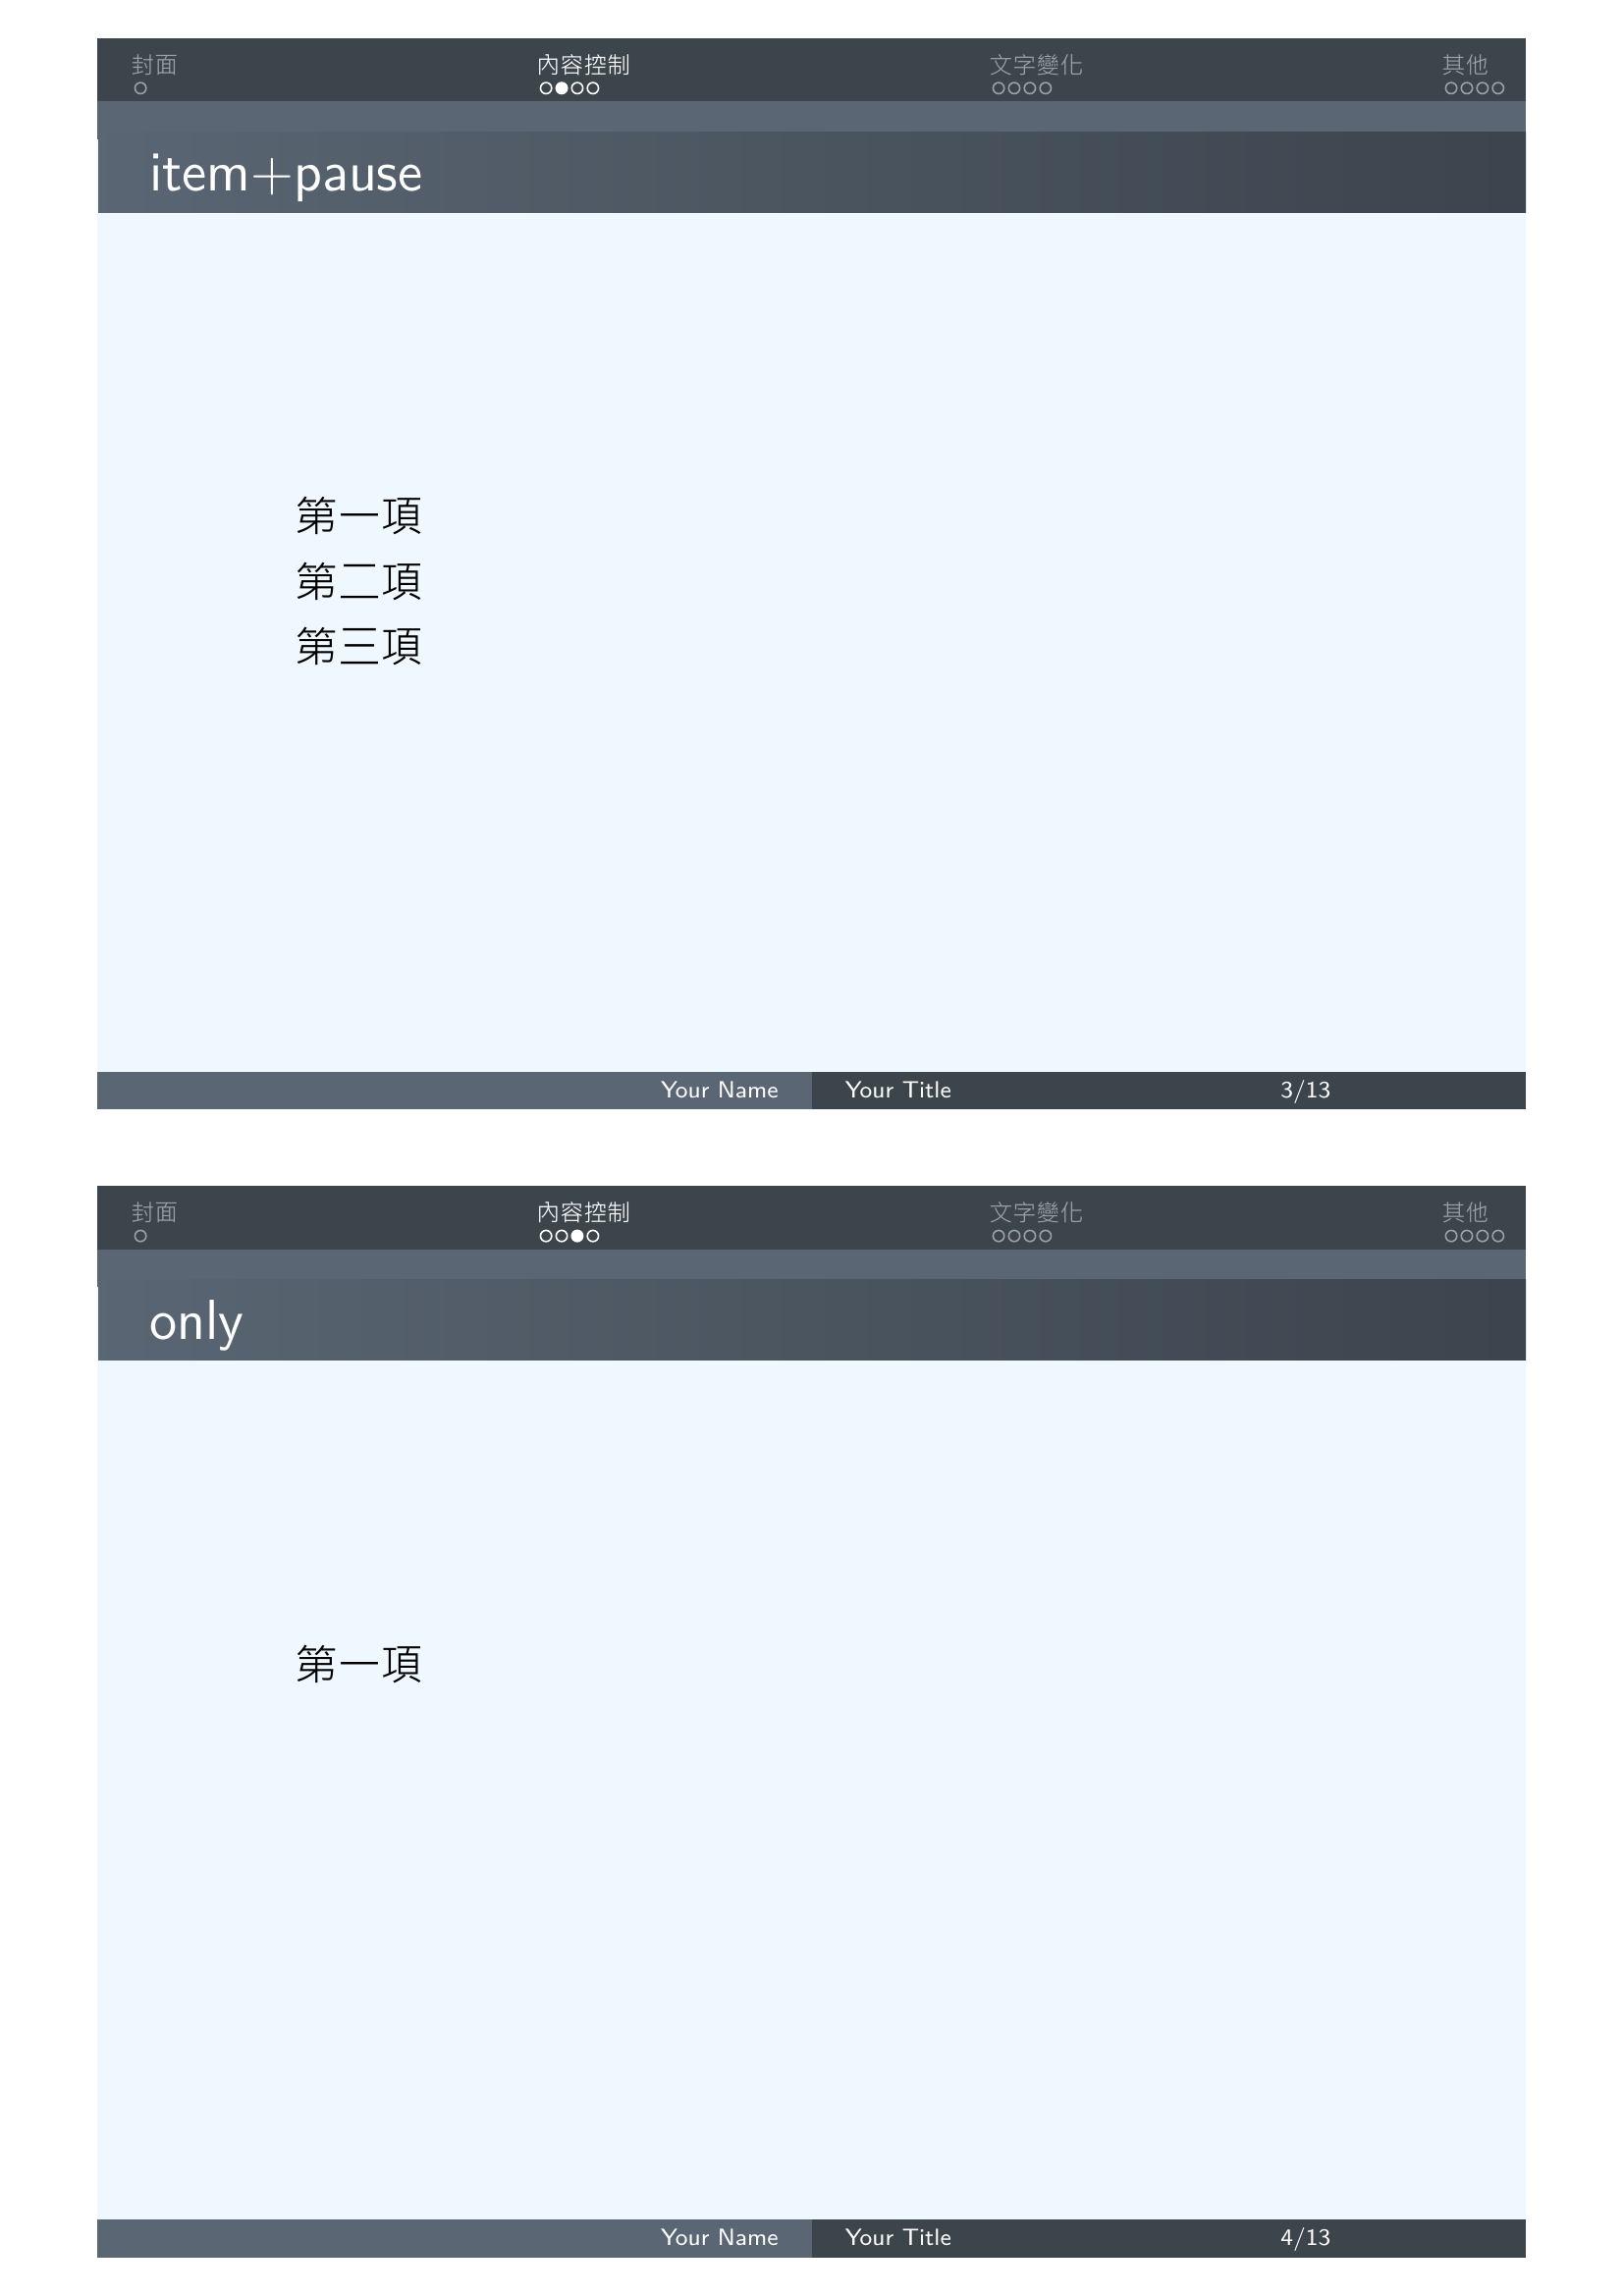 封面 內容控制 文字變化 其他
item+pause
第一項
第二項
第三項
Your Name Your Title 3/13
封面 內容控制 文字變化 其他
only
第一項
Your Name Your Title 4/13